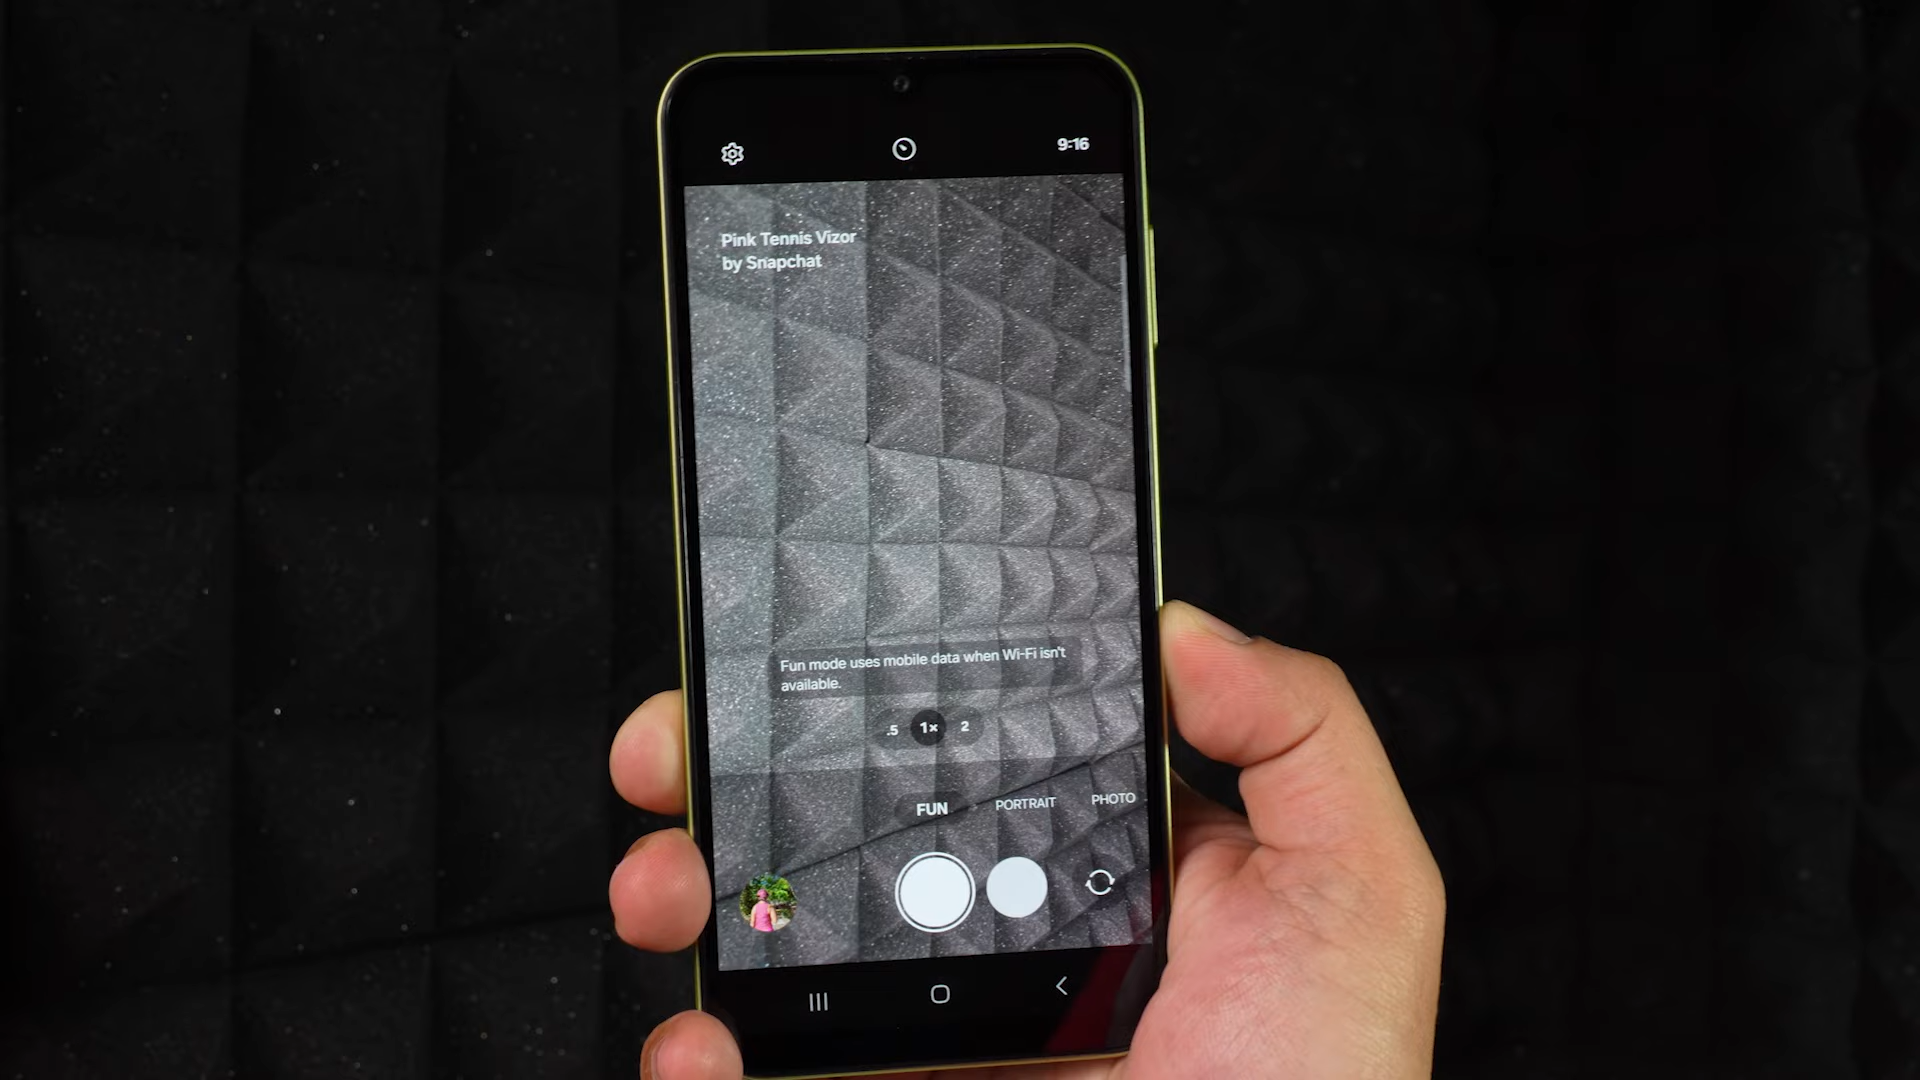 9:16
Pink Tennis Vizor
by Snapchat
Fun mode uses mobile data when Wi-Fi isn't
available.
.5 1x 2
FUN PORTRAIT PHOTO